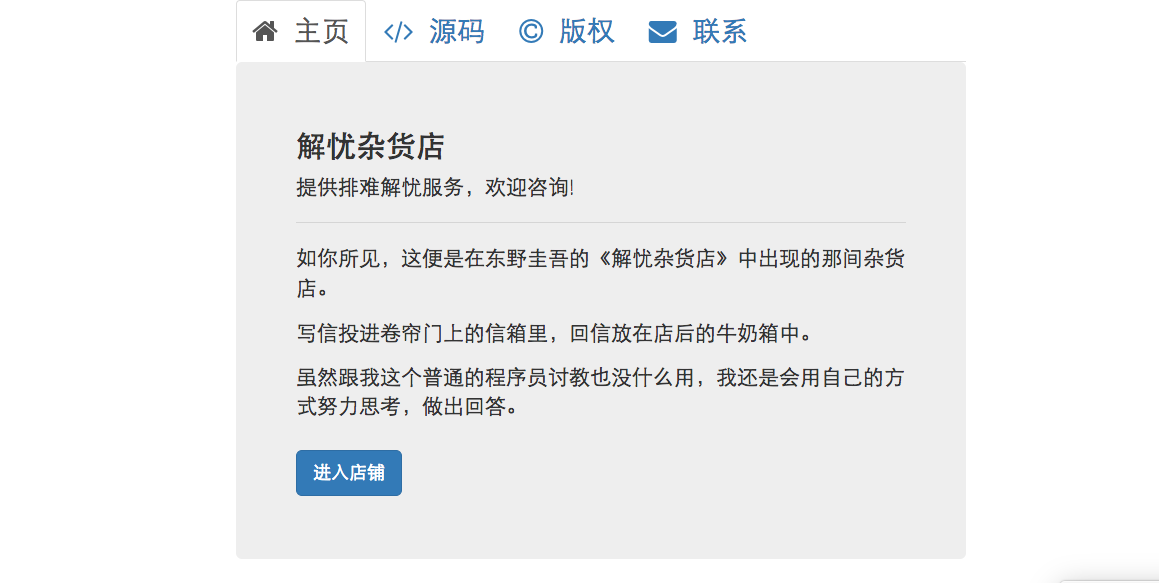 主页 源码 版权 联系
解忧杂货店
提供排难解忧服务，欢迎咨询!
如你所见，这便是在东野圭吾的《解忧杂货店》中出现的那间杂货
店。
写信投进卷帘门上的信箱里，回信放在店后的牛奶箱中。
虽然跟我这个普通的程序员讨教也没什么用，我还是会用自己的方
式努力思考，做出回答。
进入店铺